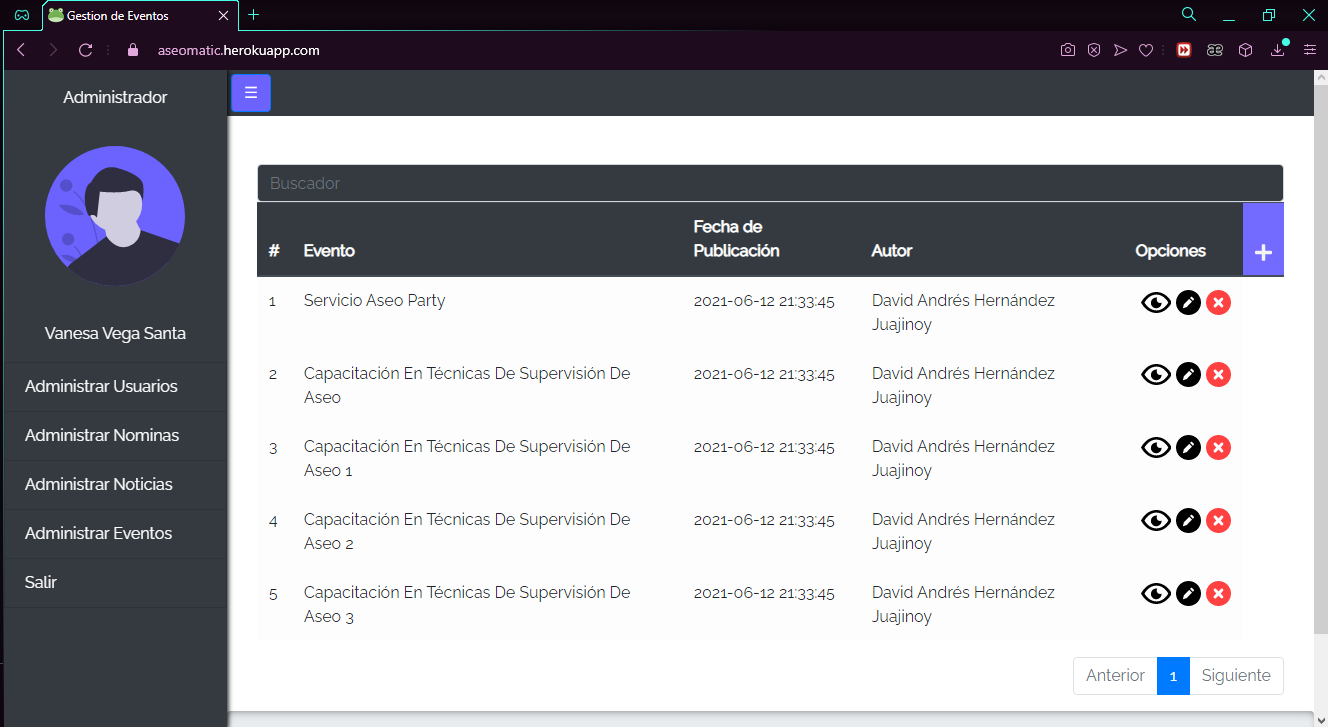 Gestion de Eventos
aseomatic.herokuapp.com
Administrador
Vanesa Vega Santa
Administrar Usuarios
Administrar Nominas
Administrar Noticias
Administrar Eventos
Salir
Buscador
# Evento Fecha de Publicación Autor Opciones
1 Servicio Aseo Party 2021-06-12 21:33:45 David Andrés Hernández
Juajinoy
2 Capacitación En Técnicas De Supervisión De 2021-06-12 21:33:45 David Andrés Hernández
Aseo Juajinoy
3 Capacitación En Técnicas De Supervisión De 2021-06-12 21:33:45 David Andrés Hernández
Aseo 1 Juajinoy
4 Capacitación En Técnicas De Supervisión De 2021-06-12 21:33:45 David Andrés Hernández
Aseo 2 Juajinoy
5 Capacitación En Técnicas De Supervisión De 2021-06-12 21:33:45 David Andrés Hernández
Aseo 3 Juajinoy
Anterior 1 Siguiente